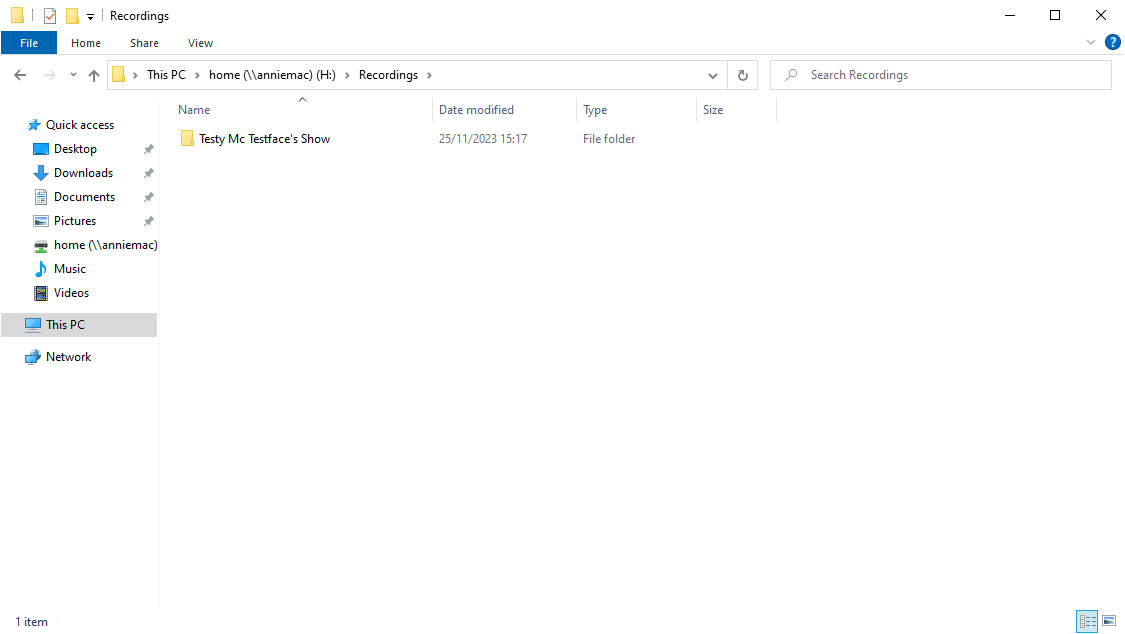 Recordings
File Home Share View
This PC home (\\anniemac) (H:) Recordings Search Recordings
Name Date modified Type Size
Testy Mc Testface's Show 25/11/2023 15:17 File folder
Quick access
Desktop
Downloads
Documents
Pictures
home (\\anniemac)
Music
Videos
This PC
Network
1 item